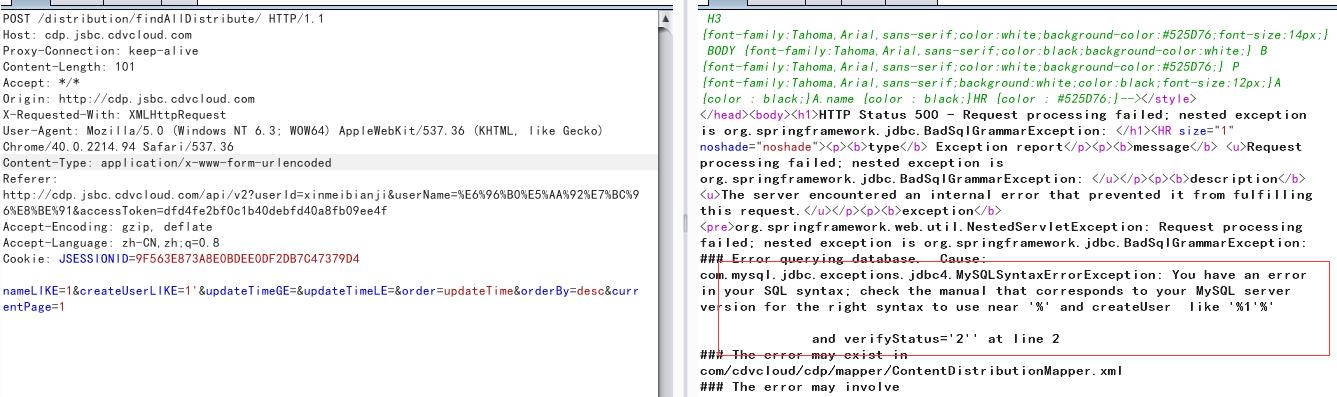 POST /distribution/findAllDistribute/ HTTP/1.1
Host: cdp.jsbc.cdvcloud.com
Proxy-Connection: keep-alive
Content-Length: 101
Accept: */*
Origin: http://cdp.jsbc.cdvcloud.com
X-Requested-With: XMLHttpRequest
User-Agent: Mozilla/5.0 (Windows NT 6.3; WOW64) AppleWebKit/537.36 (KHTML, like Gecko)
Chrome/40.0.2214.94 Safari/537.36
Content-Type: application/x-www-form-urlencoded
Referer:
http://cdp.jsbc.cdvcloud.com/api/v2?userId=xinmeibianji&userName=%E6%96%B0%E5%AA%92%E7%BC%9
6%E8%BE%91&accessToken=dfd4fe2bf0c1b40debfd40a8fb09ee4f
Accept-Encoding: gzip, deflate
Accept-Language: zh-CN,zh;q=0.8
Cookie: JSESSIONID=9F563E873A8E0BDEE0DF2DB7C47379D4
nameLIKE=1&createUserLIKE=1'&updateTimeGE=&updateTimeLE=&order=updateTime&orderBy=desc&curr
entPage=1
H3
{font-family:Tahoma,Arial,sans-serif;color:white;background-color:#525D76;font-size:14px;}
BODY {font-family:Tahoma,Arial,sans-serif;color:black;background-color:white;} B
{font-family:Tahoma,Arial,sans-serif;color:white;background-color:#525D76;} P
{font-family:Tahoma,Arial,sans-serif;background:white;color:black;font-size:12px;}A
{color : black;}A.name {color : black;}HR {color : #525D76;}--></style>
</head><body><h1>HTTP Status 500 - Request processing failed; nested exception
is org.springframework.jdbc.BadSqlGrammarException: </h1><HR size="1"
noshade="noshade"><p><b>type</b> Exception report</p><p><b>message</b> <u>Request
processing failed; nested exception is
org.springframework.jdbc.BadSqlGrammarException: </u></p><p><b>description</b>
<u>The server encountered an internal error that prevented it from fulfilling
this request.</u></p><p><b>exception</b>
<pre>org.springframework.web.util.NestedServletException: Request processing
failed; nested exception is org.springframework.jdbc.BadSqlGrammarException:
### Error querying database.  Cause:
com.mysql.jdbc.exceptions.jdbc4.MySQLSyntaxErrorException: You have an error
in your SQL syntax; check the manual that corresponds to your MySQL server
version for the right syntax to use near '%' and createUser  like '%1'%'
and verifyStatus='2'' at line 2
### The error may exist in
com/cdvcloud/cdp/mapper/ContentDistributionMapper.xml
### The error may involve